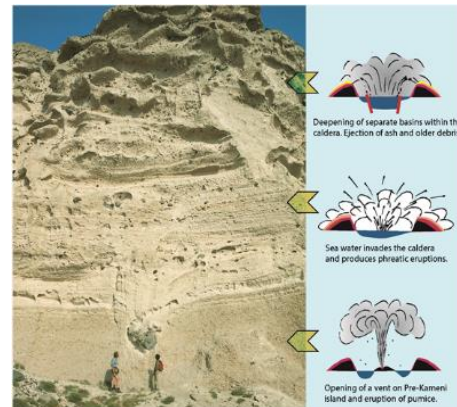 Deepening of separate basins within the
caldera. Ejection of ash and older debri
Sea water invades the caldera
and produces phreatic eruptions.
Opening of a vent on Pre-Kameni
island and eruption of pumice.